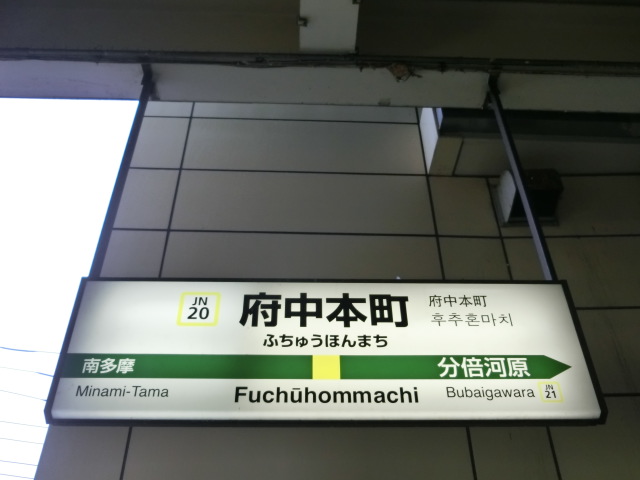 JN
20
府中本町
府中本町
후추혼마치
ふちゅうほんまち
南多摩
分倍河原
Minami-Tama
Fuchūhommachi
Bubaigawara
JN
21